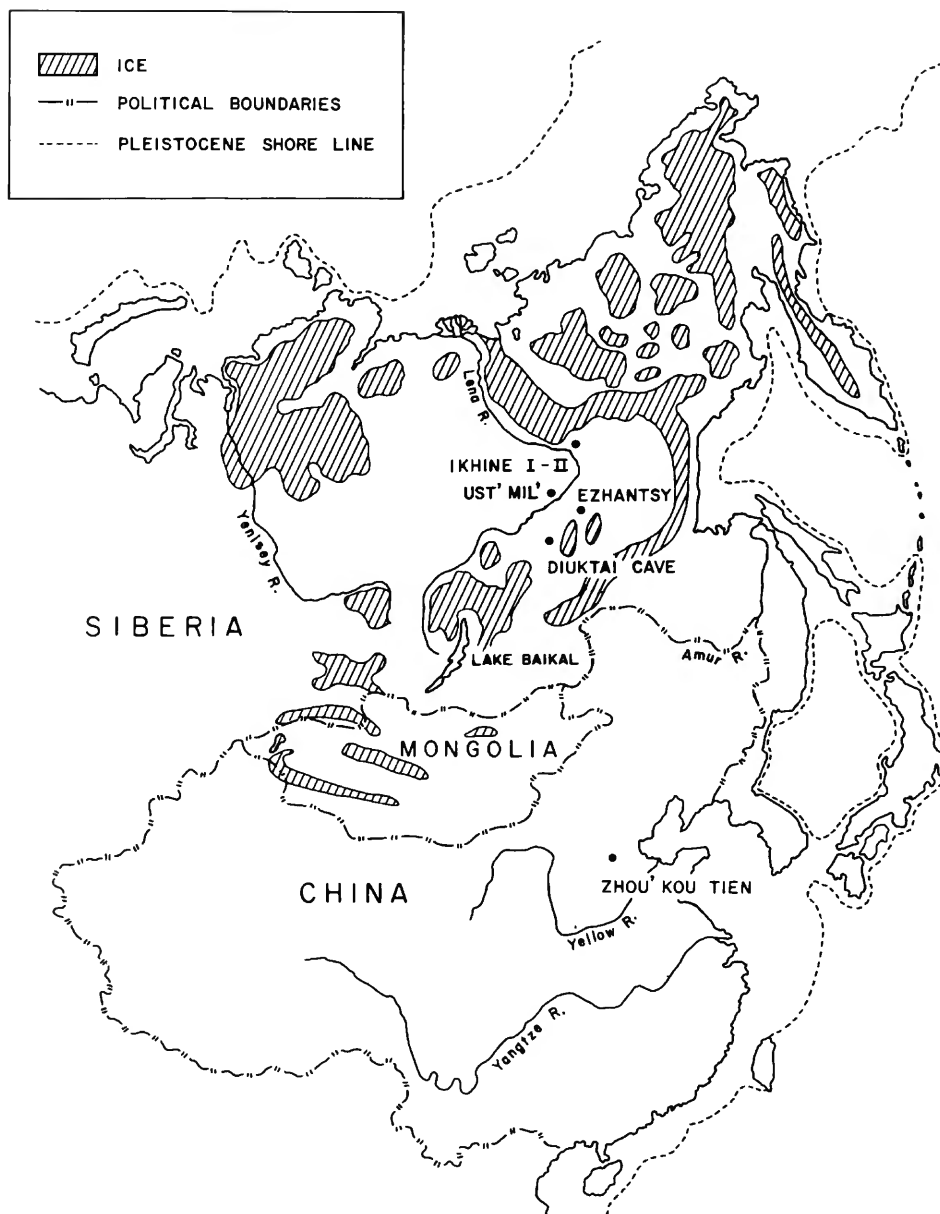 ICE
POLITICAL BOUNDARIES
PLEISTOCENE SHORE LINE
Lena R.
IKHINE I-II
UST' MIL'
EZHANTSY
DIUKTAI CAVE
Yenisey R.
SIBERIA
LAKE BAIKAL
Amur R.
MONGOLIA
CHINA
ZHOU' KOU TIEN
Yellow R.
Yangtze R.